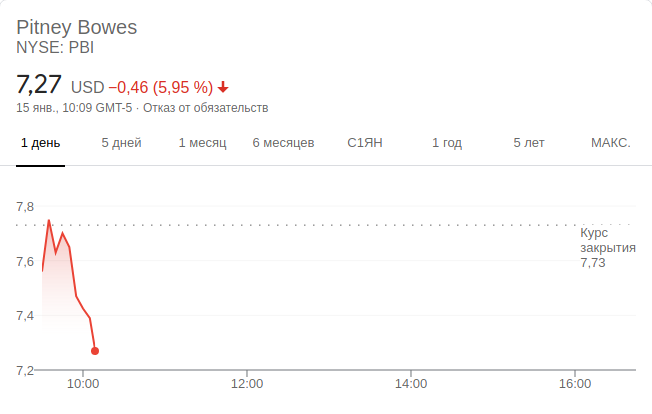 Pitney Bowes
NYSE: PBI
7,27 USD −0,46 (5,95 %)
15 янв., 10:09 GMT-5 · Отказ от обязательств
1 день 5 дней 1 месяц 6 месяцев С1ЯН 1 год 5 лет МАКС.
7,8
Курс
закрытия
7,73
7,6
7,4
7,2
10:00 12:00 14:00 16:00